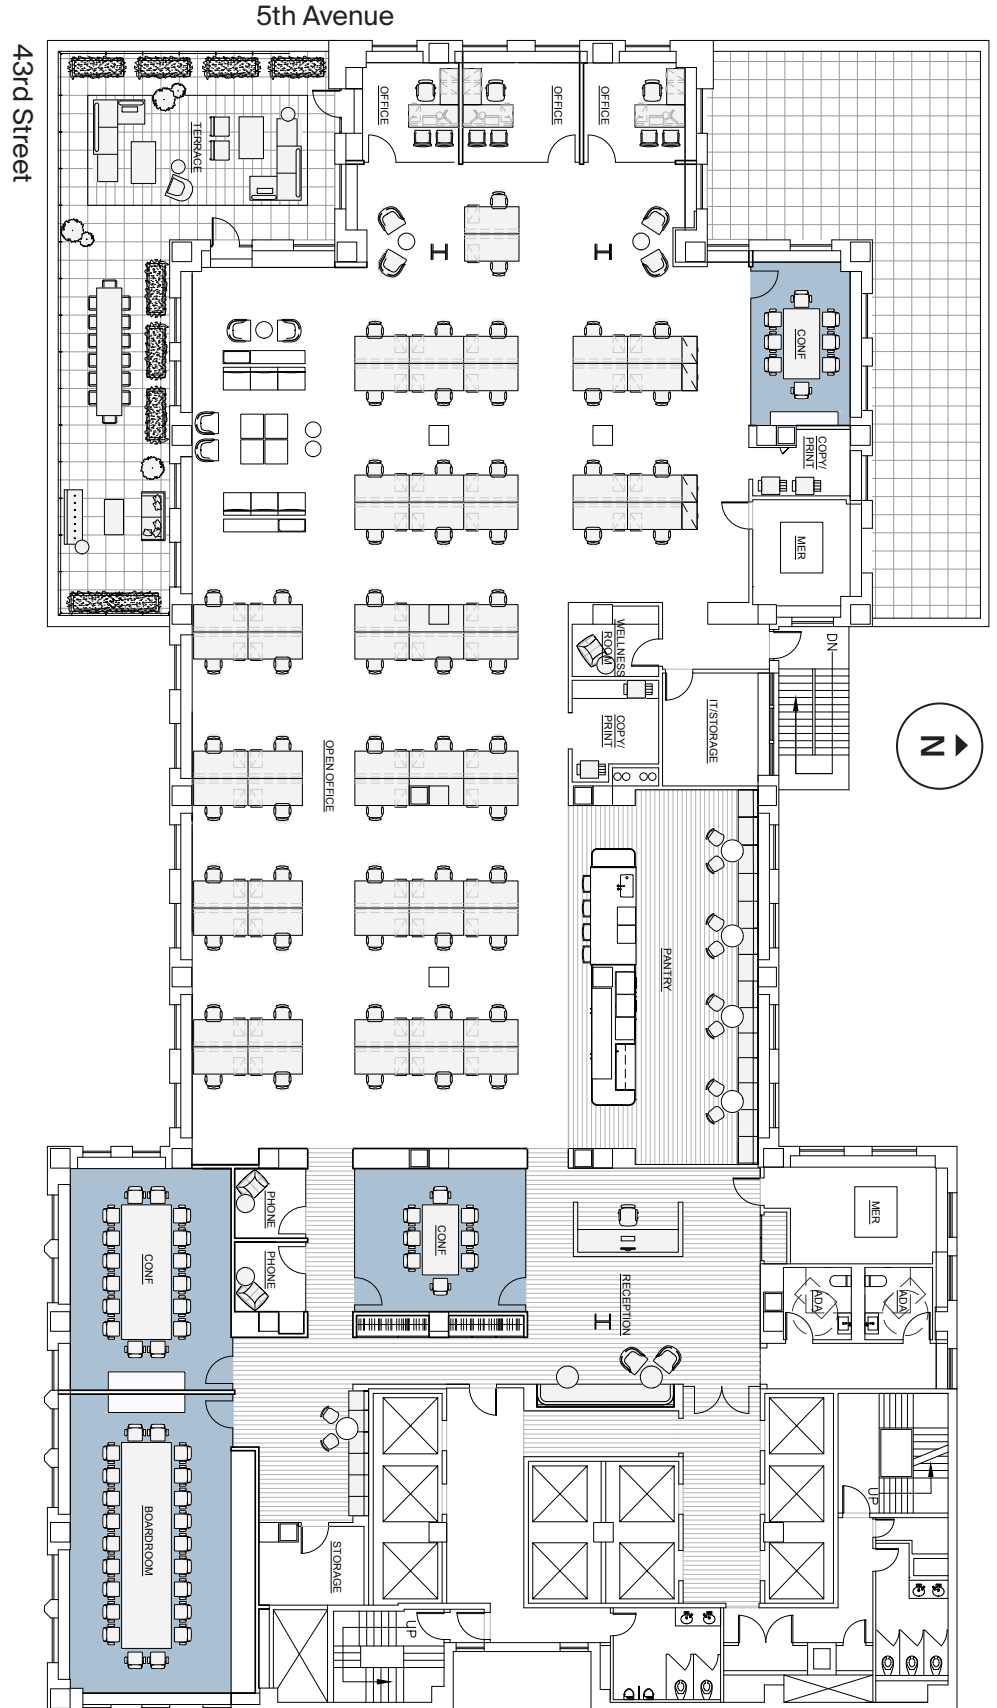 5th Avenue
43rd Street
OFFICE
OFFICE
OFFICE
TERRACE
CONF
COPY/
PRINT
MER
WELLNESS
ROOM
DN
COPY/
PRINT
IT/STORAGE
N
OPEN OFFICE
PANTRY
PHONE
PHONE
CONF
CONF
MER
RECEPTION
ADA
ADA
BOARDROOM
STORAGE
UP
UP